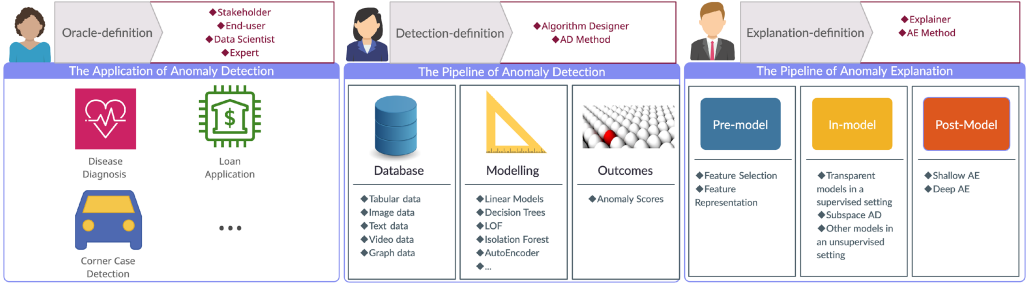 Oracle-definition
◆Stakeholder
◆End-user
◆Data Scientist
◆Expert
The Application of Anomaly Detection
Disease
Diagnosis
Loan
Application
$
Corner Case
Detection
...
Detection-definition
◆Algorithm Designer
◆AD Method
The Pipeline of Anomaly Detection
Database
◆Tabular data
◆Image data
◆Text data
◆Video data
◆Graph data
Modelling
◆Linear Models
◆Decision Trees
◆LOF
◆Isolation Forest
◆AutoEncoder
◆...
Outcomes
◆Anomaly Scores
Explanation-definition
◆Explainer
◆AE Method
The Pipeline of Anomaly Explanation
Pre-model
◆Feature Selection
◆Feature
Representation
In-model
◆Transparent
models in a
supervised setting
◆Subspace AD
◆Other models in
an unsupervised
setting
Post-Model
◆Shallow AE
◆Deep AE